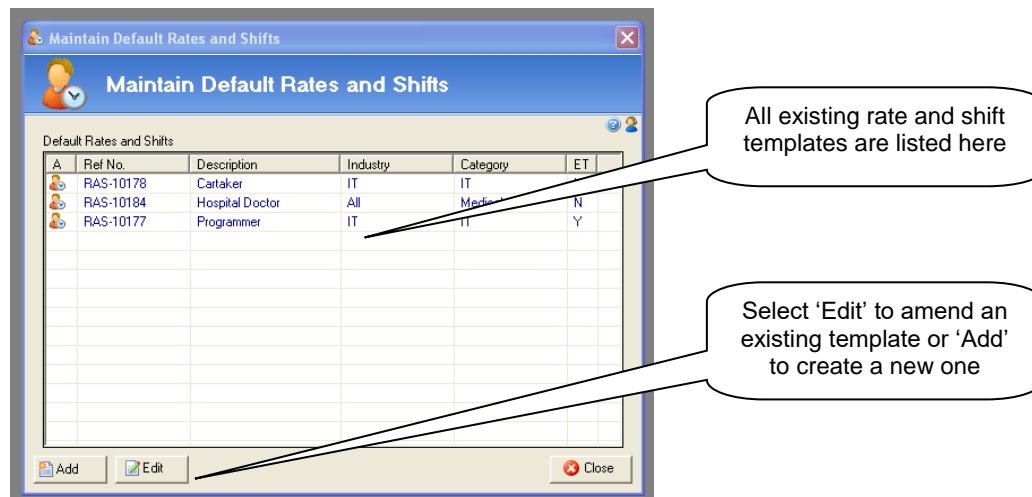 Maintain Default Rates and Shifts
Maintain Default Rates and Shifts
All existing rate and shift
templates are listed here
Default Rates and Shifts
A Ref No. Description Industry Category ET
RAS-10178 Cartaker IT IT
RAS-10184 Hospital Doctor All N
RAS-10177 Programmer IT IT Y
Select ‘Edit’ to amend an
existing template or ‘Add’
to create a new one
Add Edit Close